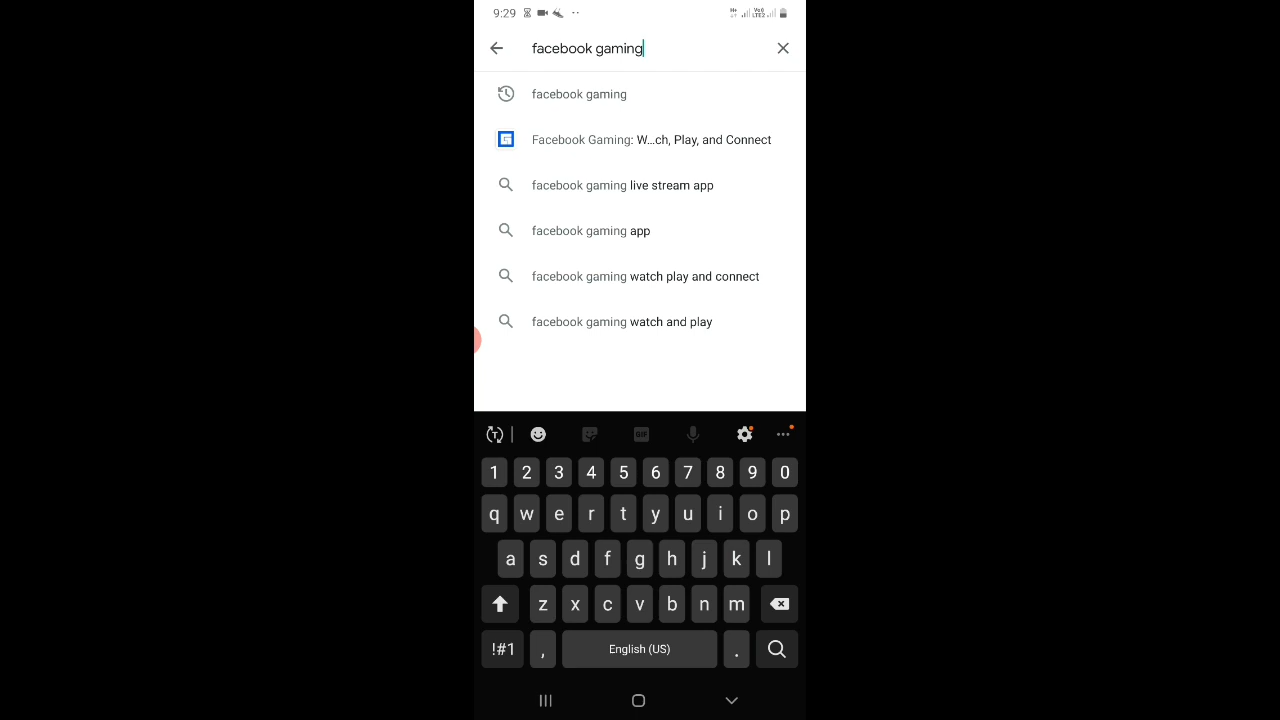 9:29
facebook gaming
facebook gaming
Facebook Gaming: W...ch, Play, and Connect
facebook gaming live stream app
facebook gaming app
facebook gaming watch play and connect
facebook gaming watch and play
GIF
1 2 3 4 5 6 7 8 9 0
q w e r t y u i o p
a s d f g h j k l
z x c v b n m
!#1 , English (US) .